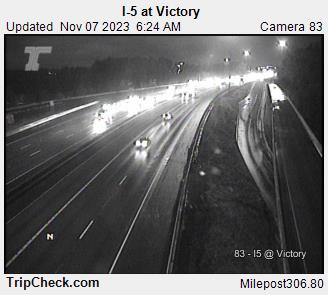 I-5 at Victory
Updated Nov 07 2023 6:24 AM Camera 83
T
N
83 - I5 @ Victory
TripCheck.com Milepost306.80